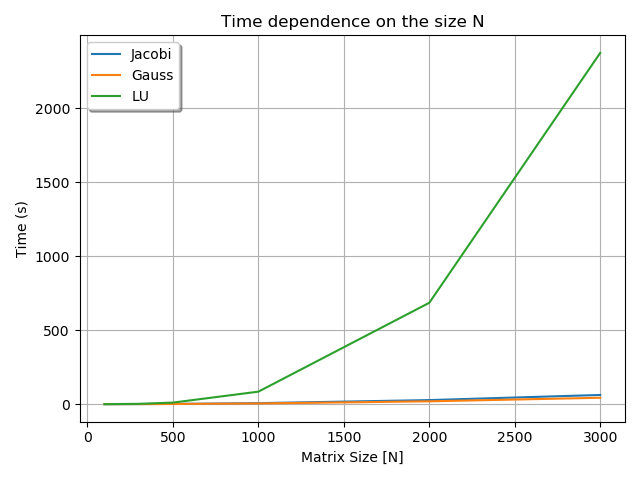 Time dependence on the size N
Jacobi
Gauss
LU
2000
1500
1000
500
0
Time (s)
0 500 1000 1500 2000 2500 3000
Matrix Size [N]